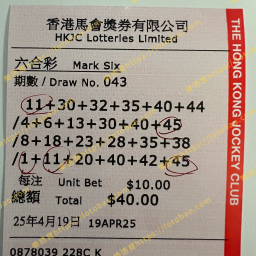 香港馬會獎券有限公司
HKJC Lotteries Limited
六合彩 Mark Six
期數 / Draw No. 043
11+30+32+35+40+44
/4+6+13+30+40+45
/8+18+23+28+35+38
/1+11+20+40+42+45
每注 Unit Bet $10.00
總額 Total $40.00
25年4月19日 19APR25
0878039 228C K
THE HONG KONG JOCKEY CLUB